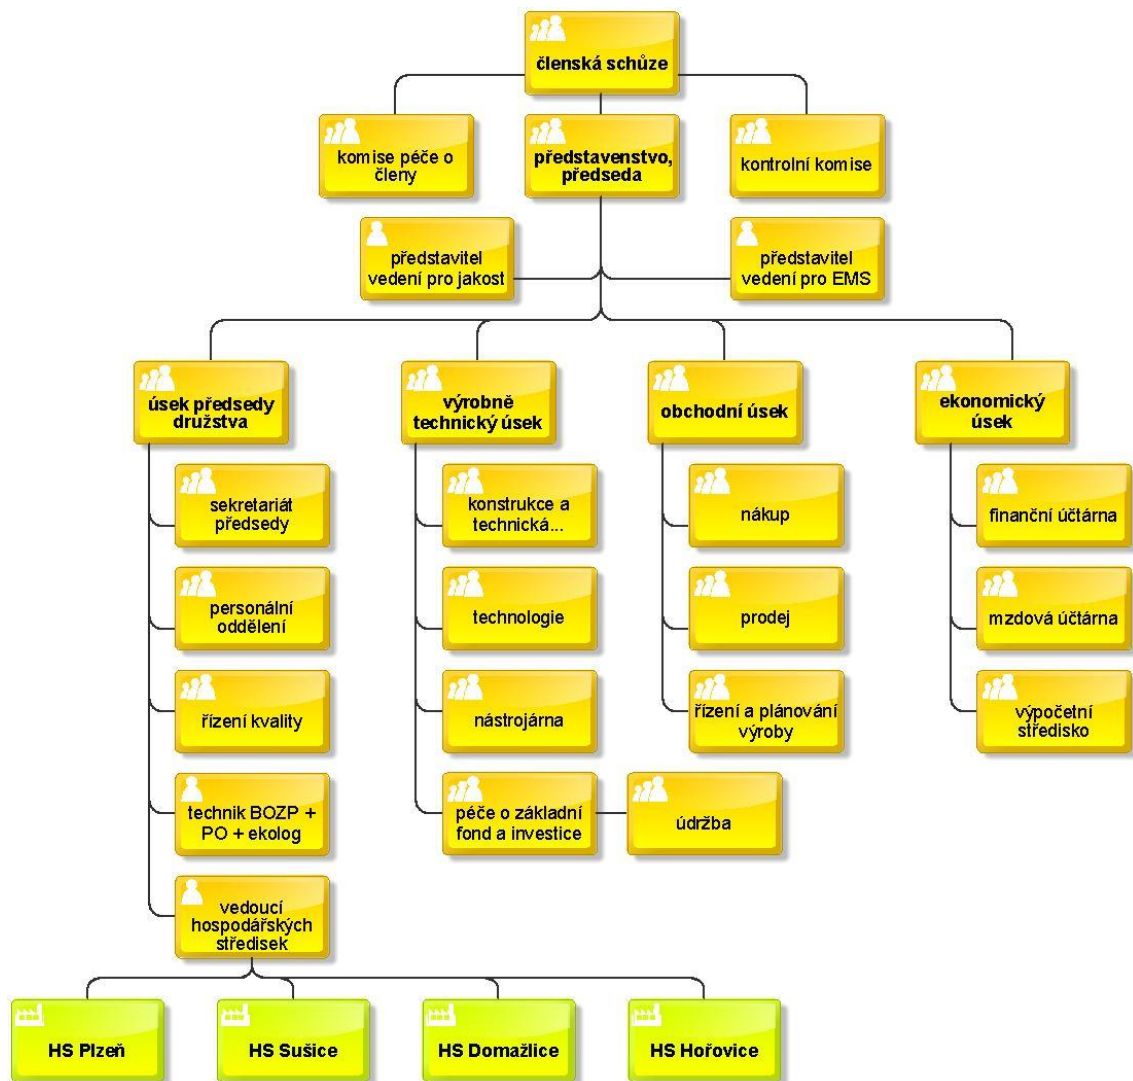 členská schůze
komise péče o
členy
představenstvo,
předseda
kontrolní komise
představitel
vedení pro jakost
představitel
vedení pro EMS
úsek předsedy
družstva
výrobně
technický úsek
obchodní úsek
ekonomický
úsek
sekretariát
předsedy
konstrukce a
technická...
nákup
finanční účtárna
personální
oddělení
technologie
prodej
mzdová účtárna
řízení kvality
nástrojárna
řízení a plánování
výroby
výpočetní
středisko
technik BOZP +
PO + ekolog
péče o základní
fond a investice
údržba
vedoucí
hospodářských
středisek
HS Plzeň
HS Sušice
HS Domažlice
HS Hořovice